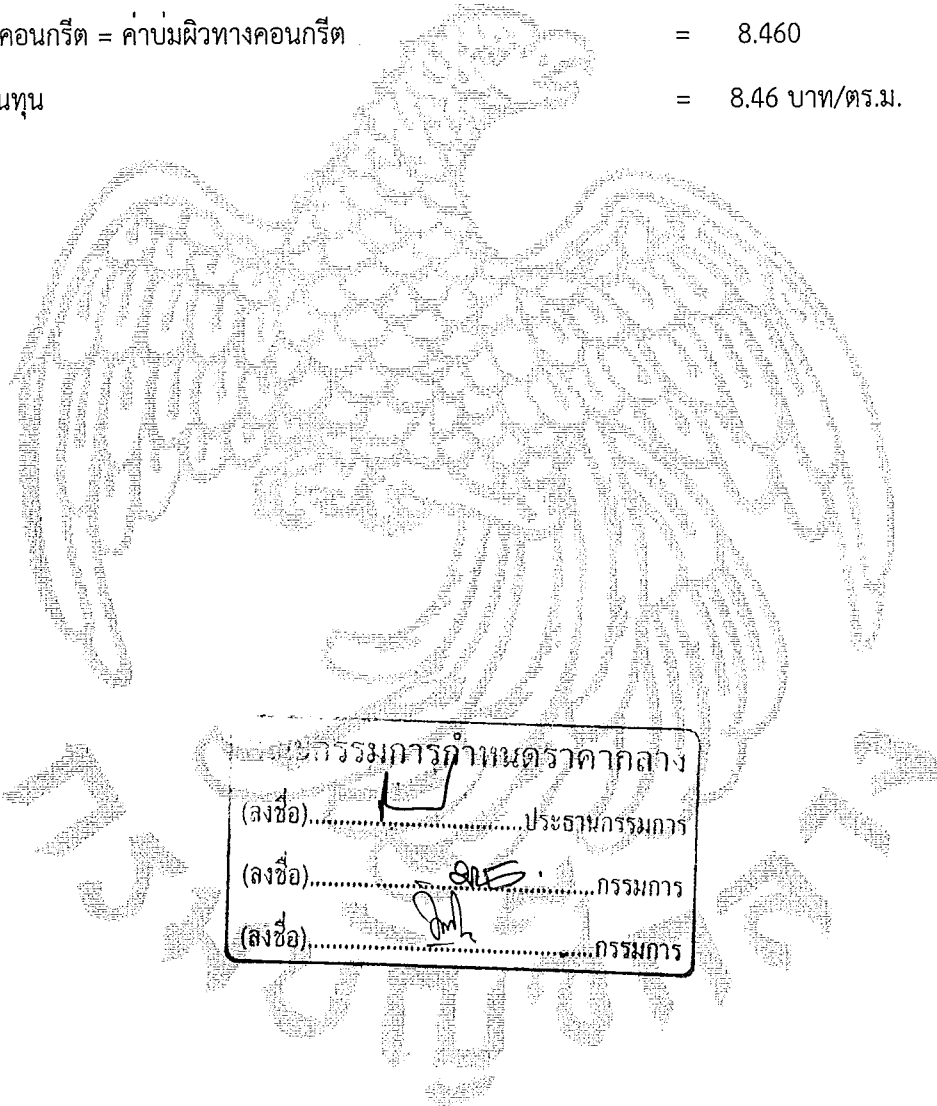 คอนกรีต = ค่าบ่มผิวทางคอนกรีต = 8.460
นทุน = 8.46 บาท/ตร.ม.
กรรมการกำหนดราคากลาง
(ลงชื่อ)..............................ประธานกรรมการ
(ลงชื่อ)..............................กรรมการ
(ลงชื่อ)..............................กรรมการ